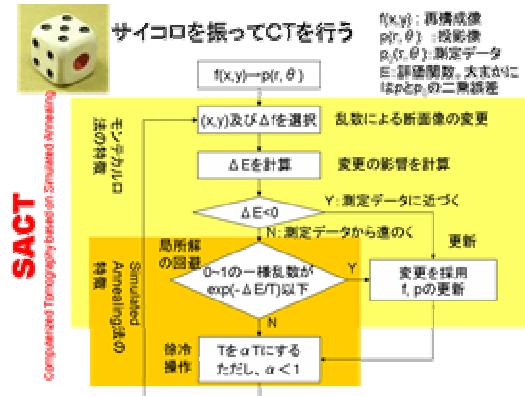 サイコロを振ってCTを行う
f(x,y): 再構成像
p(r,θ) : 投影像
p₀(r,θ): 測定データ
E: 評価関数。大まかに
はpとp₀の二乗誤差
f(x,y)→p(r,θ)
(x,y)及びΔfを選択
乱数による断面像の変更
ΔEを計算
変更の影響を計算
Y: 測定データに近づく
ΔE<0
N: 測定データから遠のく
更新
局所解
の回避
0~1の一様乱数が
exp(-ΔE/T)以下
Y
変更を採用
f, pの更新
N
徐冷
操作
TをαTにする
ただし、α<1
モンテカルロ
法の特徴
Simulated
Annealing法の
特徴
SACT
Computerized Tomography based on Simulated Annealing